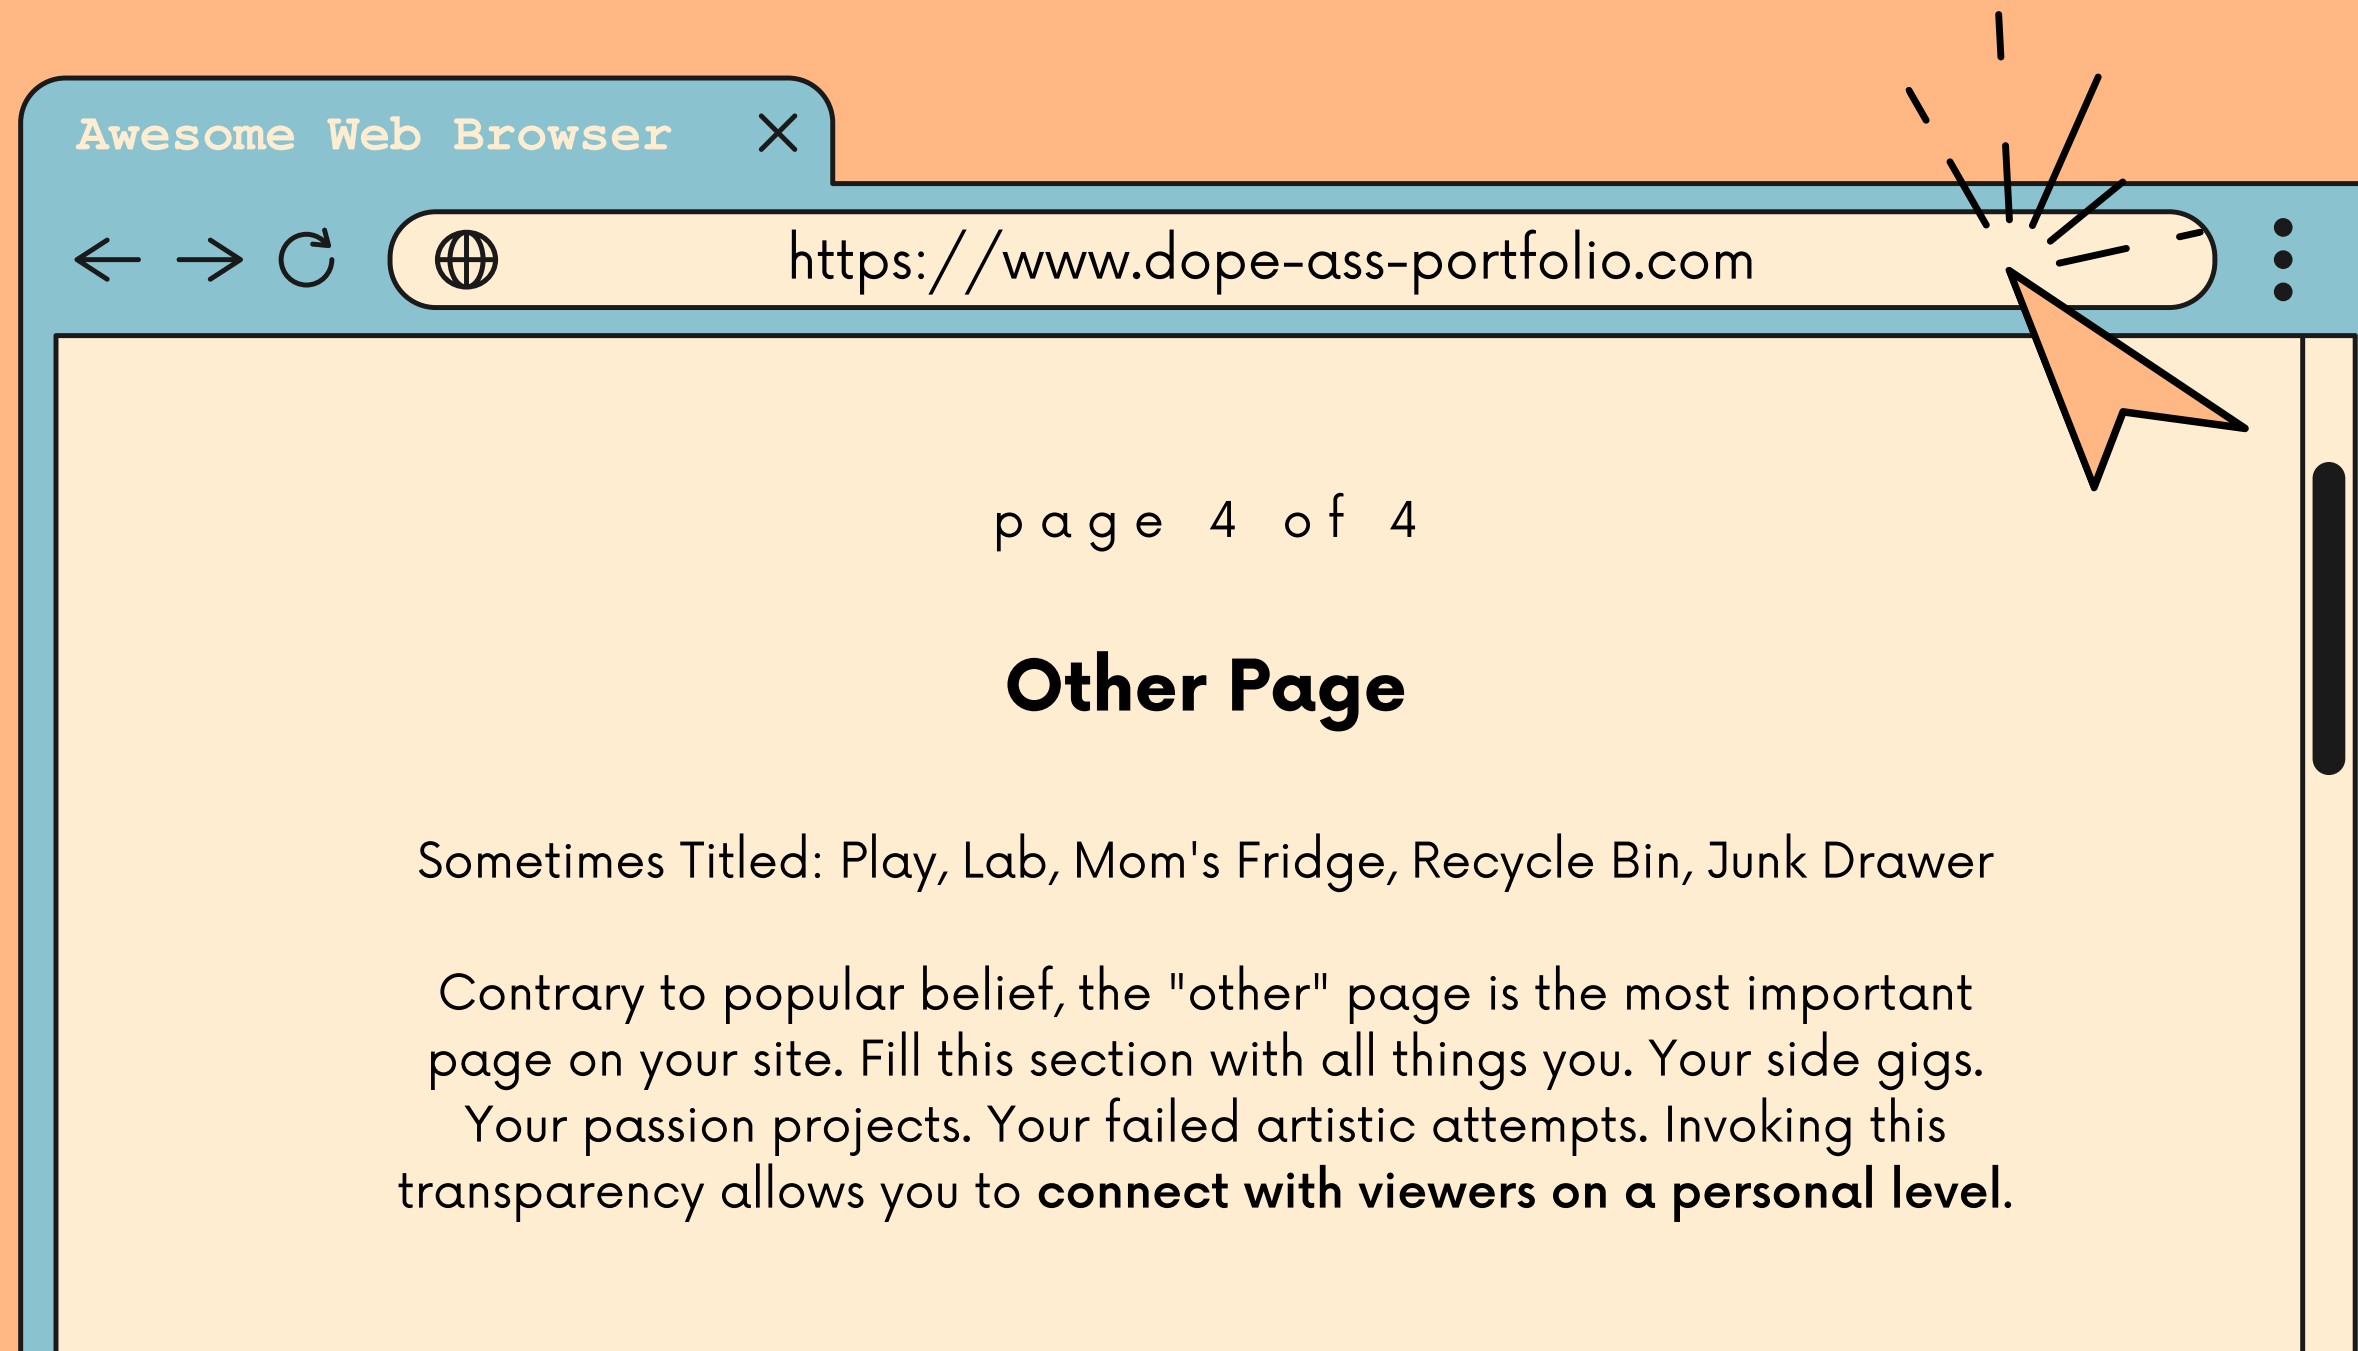 Awesome Web Browser
https://www.dope-ass-portfolio.com
page 4 of 4
Other Page
Sometimes Titled: Play, Lab, Mom's Fridge, Recycle Bin, Junk Drawer
Contrary to popular belief, the "other" page is the most important
page on your site. Fill this section with all things you. Your side gigs.
Your passion projects. Your failed artistic attempts. Invoking this
transparency allows you to connect with viewers on a personal level.